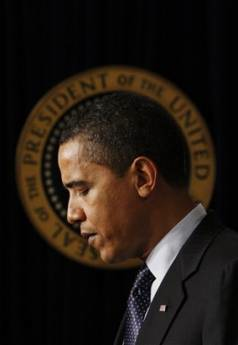 SEAL OF THE PRESIDENT OF THE UNITED